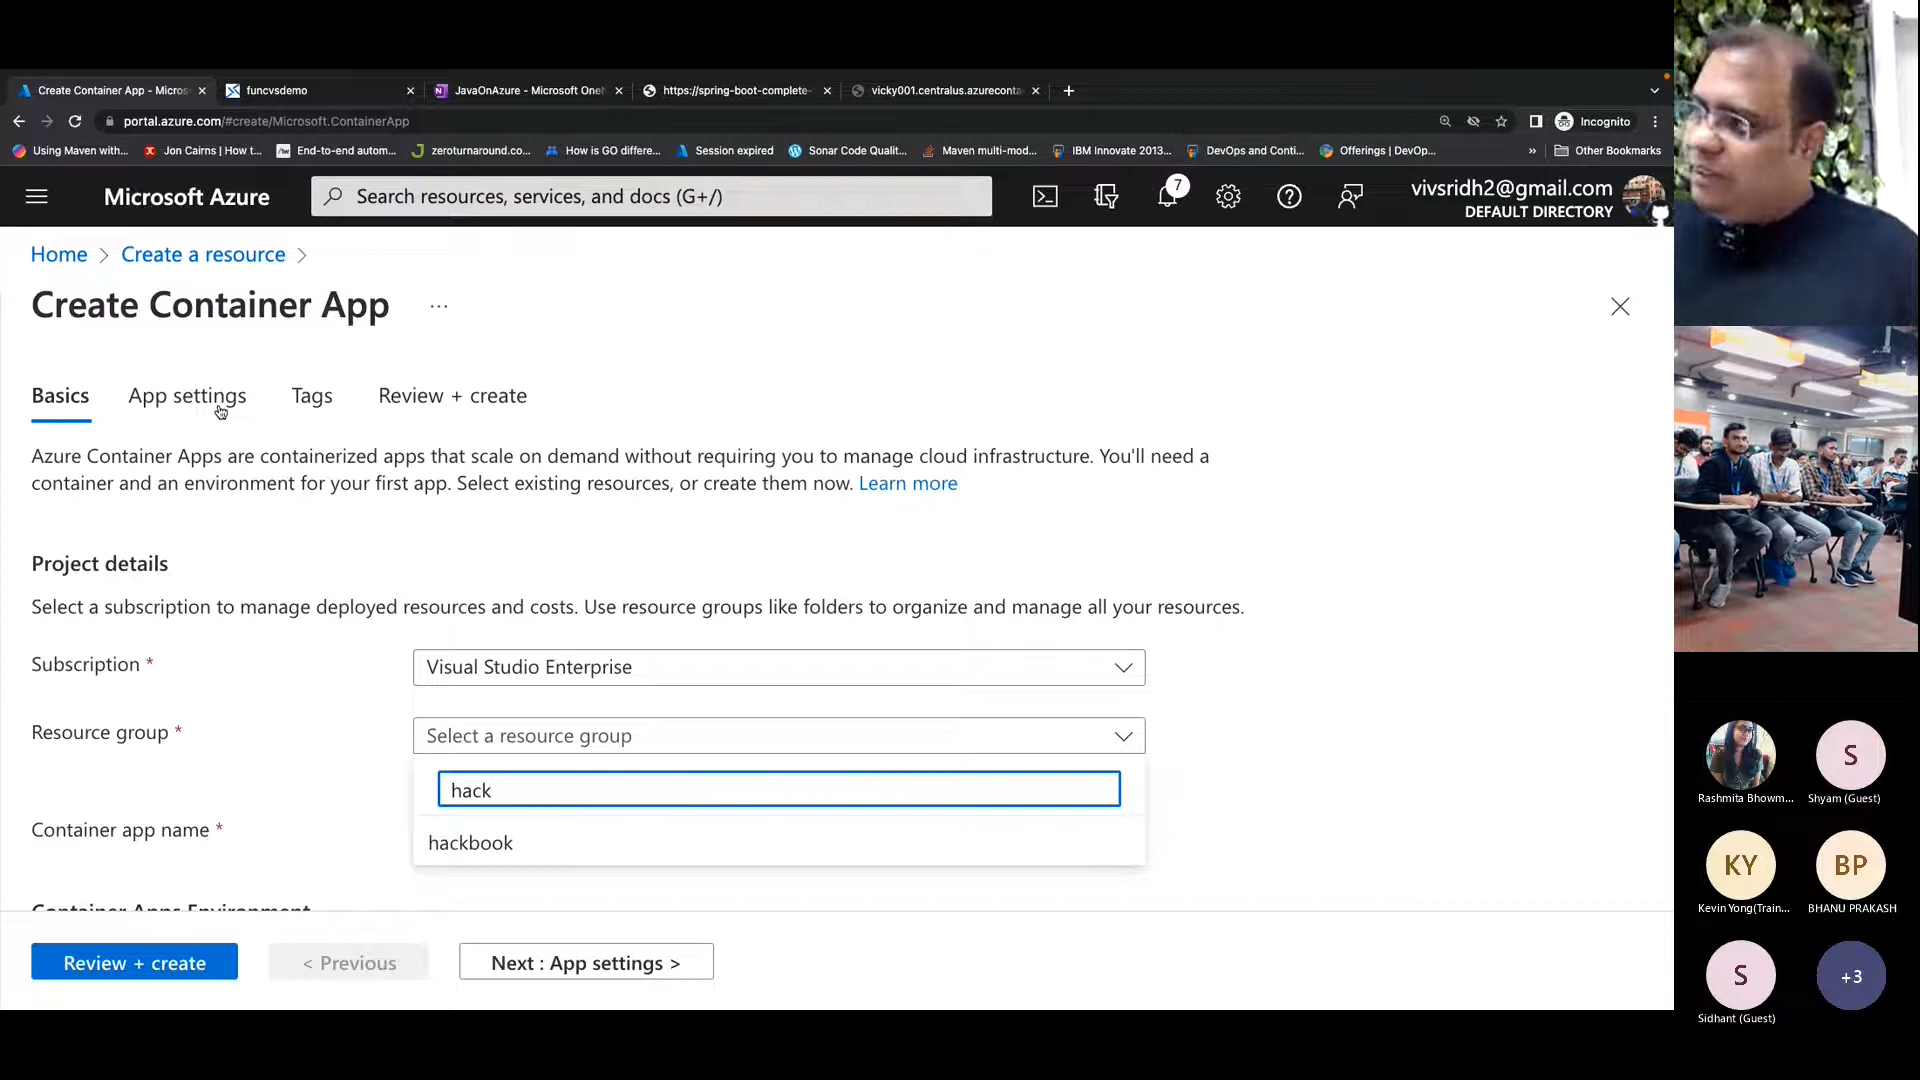 Create Container App - Micros
funcvsdemo
JavaOnAzure - Microsoft OneN
https://spring-boot-complete-
vicky001.centralus.azureconta
portal.azure.com/#create/Microsoft.ContainerApp
Incognito
Using Maven with...
Jon Cairns | How t...
End-to-end autom...
zeroturnaround.co...
How is GO differe...
Session expired
Sonar Code Qualit...
Maven multi-mod...
IBM Innovate 2013...
DevOps and Conti...
Offerings | DevOp...
»
Other Bookmarks
Microsoft Azure
Search resources, services, and docs (G+/)
7
vivsridh2@gmail.com
DEFAULT DIRECTORY
Home > Create a resource >
Create Container App ...
Basics
App settings
Tags
Review + create
Azure Container Apps are containerized apps that scale on demand without requiring you to manage cloud infrastructure. You'll need a
container and an environment for your first app. Select existing resources, or create them now. Learn more
Project details
Select a subscription to manage deployed resources and costs. Use resource groups like folders to organize and manage all your resources.
Subscription *
Visual Studio Enterprise
Resource group *
Select a resource group
hack
Container app name *
hackbook
Container Apps Environment
Review + create
< Previous
Next : App settings >
S
Rashmita Bhowm...
Shyam (Guest)
KY
BP
Kevin Yong(Train...
BHANU PRAKASH
S
+3
Sidhant (Guest)